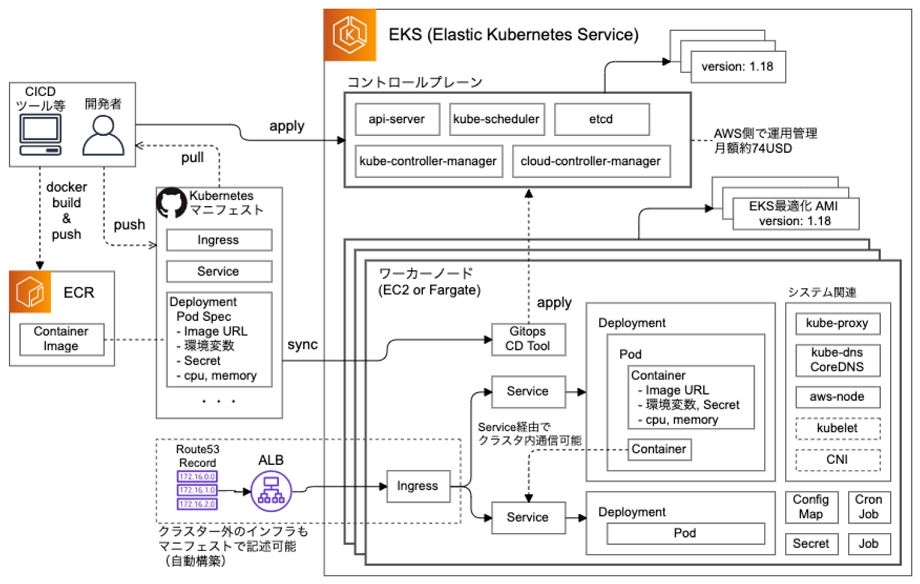 EKS (Elastic Kubernetes Service)
コントロールプレーン
version: 1.18
api-server
kube-scheduler
etcd
kube-controller-manager
cloud-controller-manager
AWS側で運用管理
月額約74USD
CICD
ツール等
開発者
apply
pull
docker
build
&
push
push
Kubernetes
マニフェスト
Ingress
Service
Deployment
Pod Spec
- Image URL
- 環境変数
- Secret
- cpu, memory
・・・
ECR
Container
Image
sync
EKS最適化 AMI
version: 1.18
ワーカーノード
(EC2 or Fargate)
apply
Gitops
CD Tool
Service
Service経由で
クラスタ内通信可能
Deployment
Pod
Container
- Image URL
- 環境変数, Secret
- cpu, memory
Container
システム関連
kube-proxy
kube-dns
CoreDNS
aws-node
kubelet
CNI
Route53
Record
172.16.0.0
172.16.1.0
172.16.2.0
ALB
Ingress
Service
Deployment
Pod
Config
Map
Cron
Job
Secret
Job
クラスター外のインフラも
マニフェストで記述可能
（自動構築）